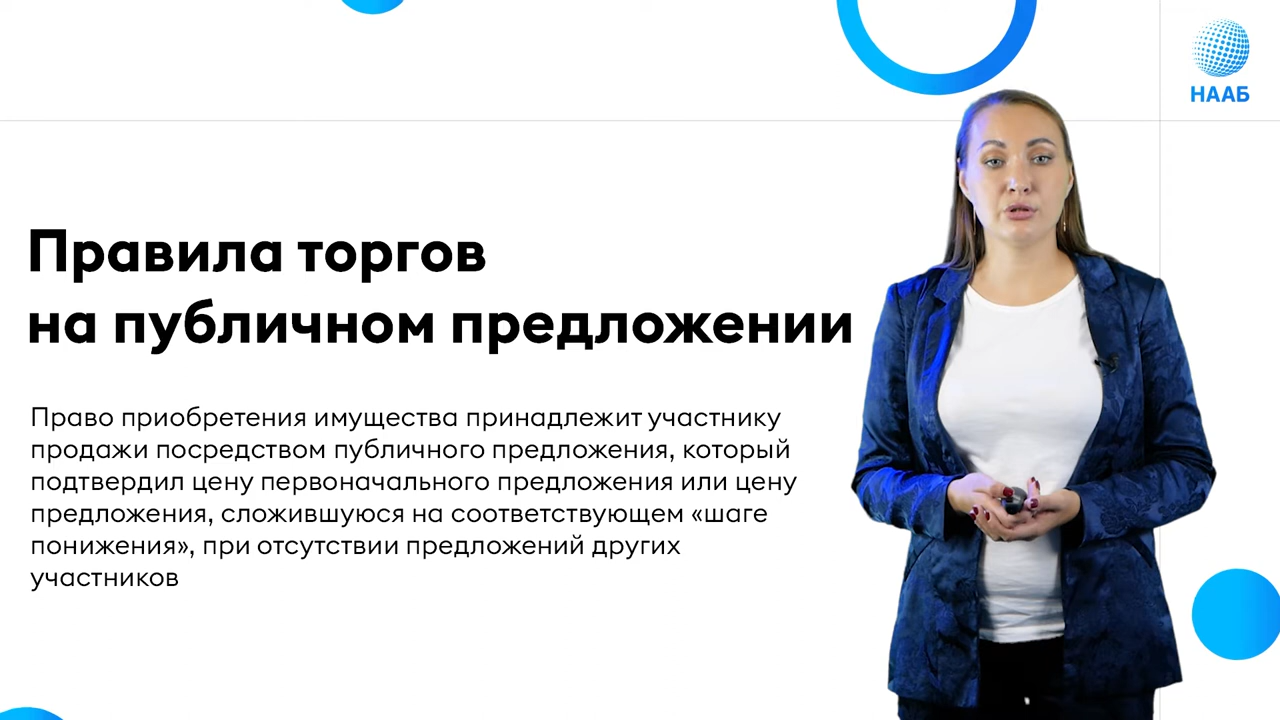 НААБ
Правила торгов
на публичном предложении
Право приобретения имущества принадлежит участнику
продажи посредством публичного предложения, который
подтвердил цену первоначального предложения или цену
предложения, сложившуюся на соответствующем «шаге
понижения», при отсутствии предложений других
участников